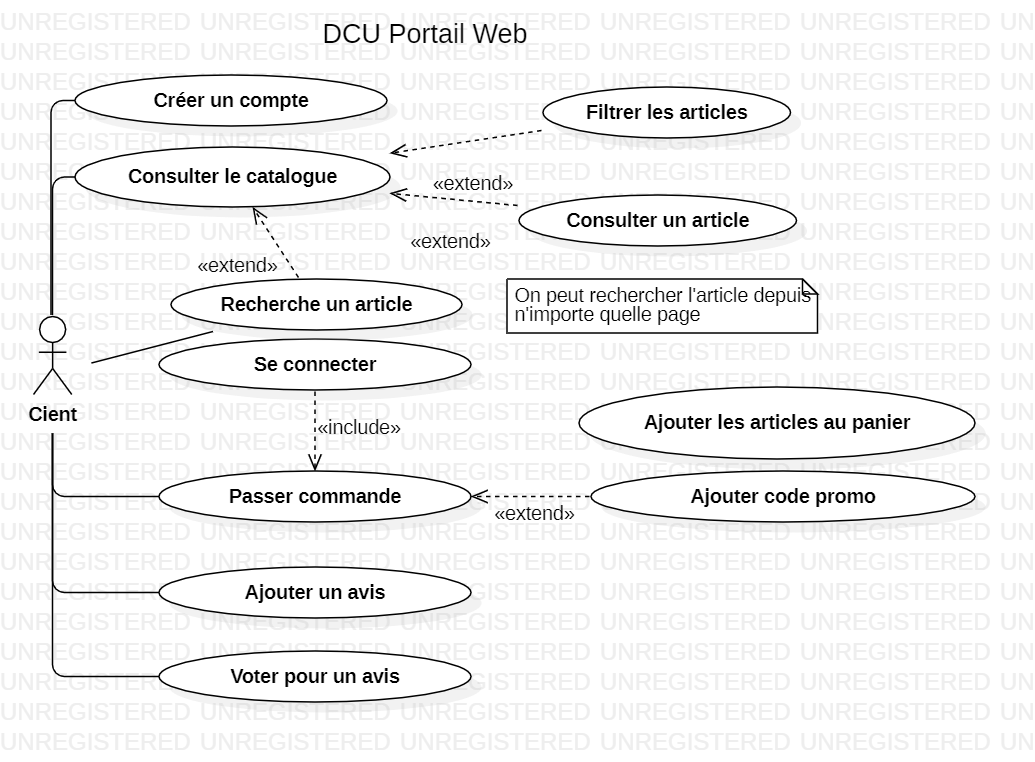 DCU Portail Web
Créer un compte
Filtrer les articles
Consulter le catalogue
«extend»
Consulter un article
«extend»
«extend»
Recherche un article
On peut rechercher l'article depuis
n'importe quelle page
Se connecter
Cient
Ajouter les articles au panier
«include»
Passer commande
Ajouter code promo
«extend»
Ajouter un avis
Voter pour un avis
UNREGISTERED